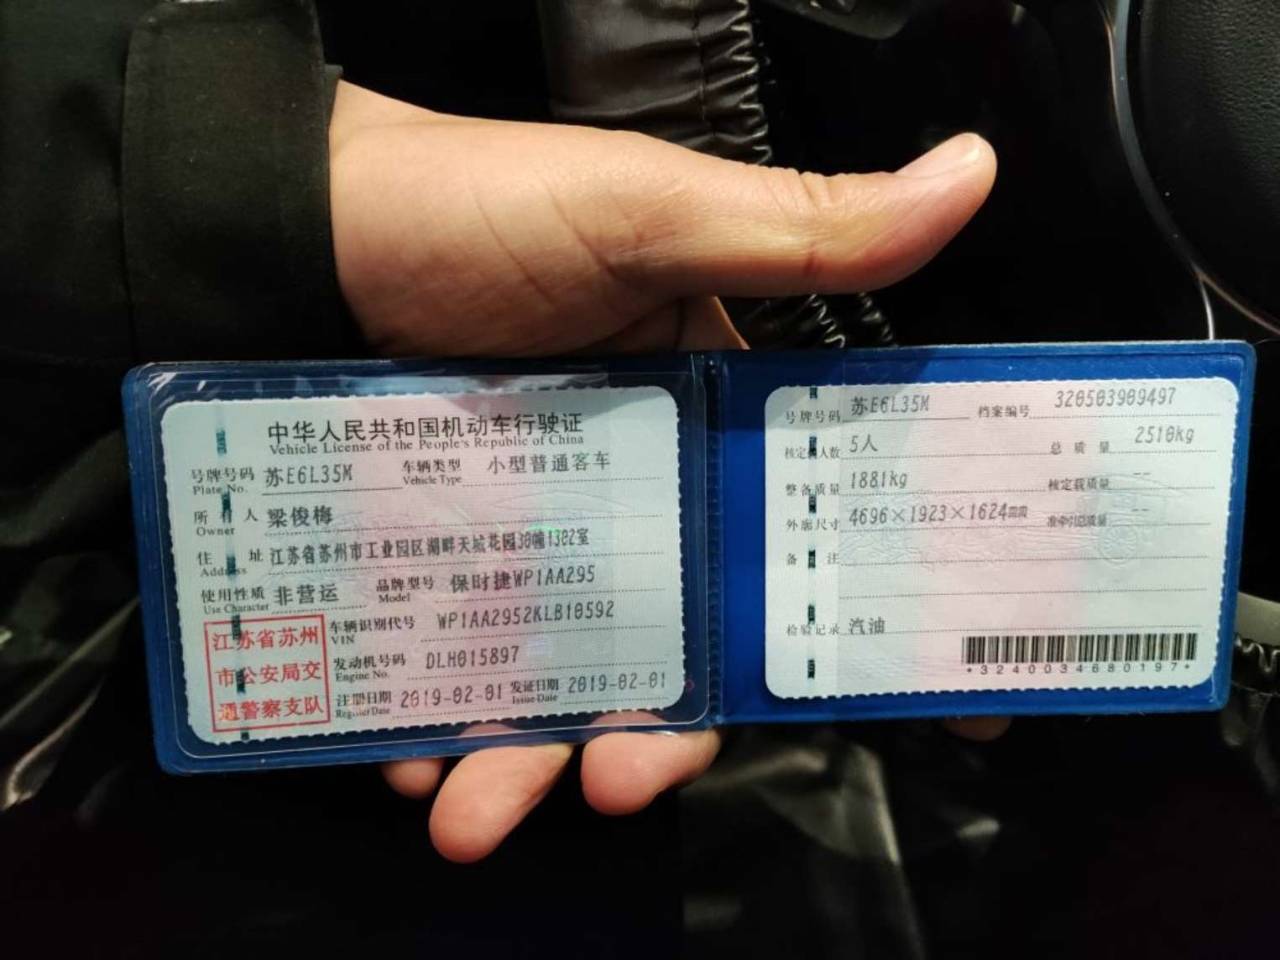 中华人民共和国机动车行驶证
Vehicle License of the People's Republic of China
号牌号码 苏E6L35M 车辆类型 小型普通客车
Plate No. Vehicle Type
所有人 梁俊梅
Owner
住址 江苏省苏州市工业园区湖畔天城花园30幢1302室
Address
使用性质 非营运 品牌型号 保时捷WP1AA295
Use Character Model
江苏省苏州
市公安局交
通警察支队
车辆识别代号 WP1AA2952KLB10592
VIN
发动机号码 DLH015897
Engine No.
注册日期 2019-02-01 发证日期 2019-02-01
Register Date Issue Date
号牌号码 苏E6L35M 档案编号 320503909497
核定载人数 5人 总质量 2510kg
整备质量 1881kg 核定载质量 --
外廓尺寸 4696×1923×1624mm 准牵引总质量 --
备注
检验记录 汽油
*3240034680197*